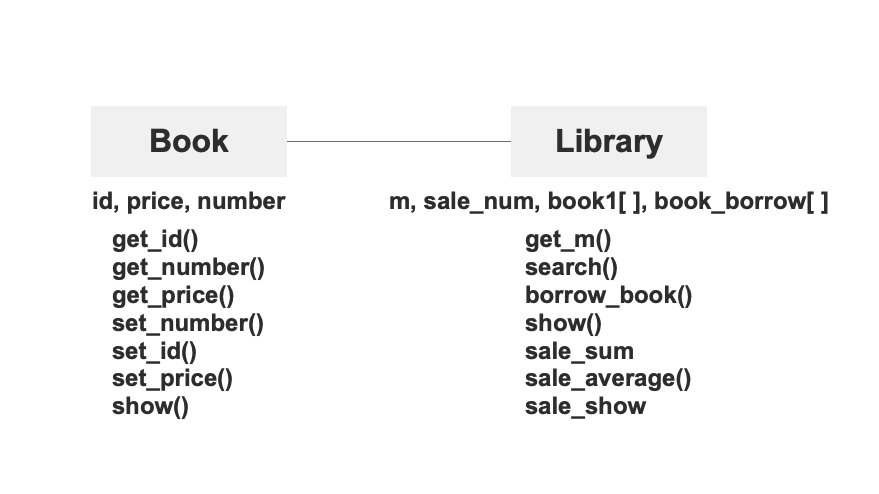 Book
Library
id, price, number
m, sale_num, book1[ ], book_borrow[ ]
get_id()
get_number()
get_price()
set_number()
set_id()
set_price()
show()
get_m()
search()
borrow_book()
show()
sale_sum
sale_average()
sale_show